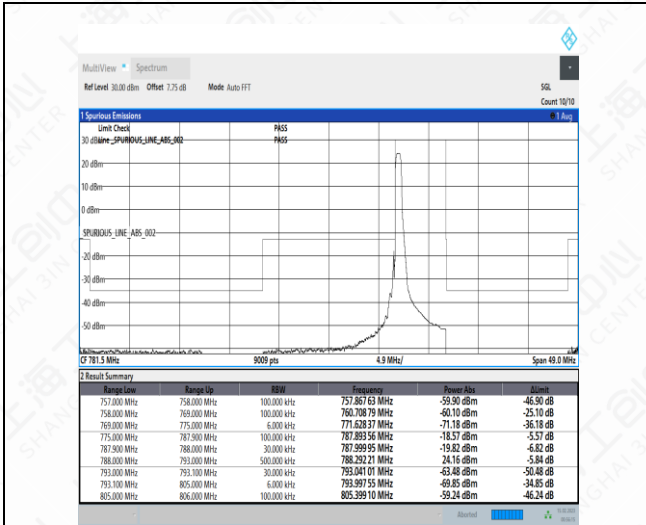 MultiView Spectrum
Ref Level 30.00 dBm Offset 7.75 dB Mode Auto FFT SGL
Count 10/10
1 Spurious Emissions 1 Avg
Limit Check PASS
30 dBm Line _SPURIOUS_LINE_ABS_002 PASS
20 dBm
10 dBm
0 dBm
_SPURIOUS_LINE_ABS_002
-20 dBm
-30 dBm
-40 dBm
-50 dBm
CF 781.5 MHz 9009 pts 4.9 MHz/ Span 49.0 MHz
2 Result Summary
Range Low Range Up RBW Frequency Power Abs ΔLimit
757.000 MHz 758.000 MHz 100.000 kHz 757.867 63 MHz -59.90 dBm -46.90 dB
758.000 MHz 769.000 MHz 100.000 kHz 760.708 79 MHz -60.10 dBm -25.10 dB
769.000 MHz 775.000 MHz 6.000 kHz 771.628 37 MHz -71.18 dBm -36.18 dB
775.000 MHz 787.900 MHz 100.000 kHz 787.893 56 MHz -18.57 dBm -5.57 dB
787.900 MHz 788.000 MHz 30.000 kHz 787.999 95 MHz -19.82 dBm -6.82 dB
788.000 MHz 793.000 MHz 500.000 kHz 788.292 21 MHz 24.16 dBm -5.84 dB
793.000 MHz 793.100 MHz 30.000 kHz 793.041 01 MHz -63.48 dBm -50.48 dB
793.100 MHz 805.000 MHz 6.000 kHz 793.997 55 MHz -69.85 dBm -34.85 dB
805.000 MHz 806.000 MHz 100.000 kHz 805.399 10 MHz -59.24 dBm -46.24 dB
Aborted